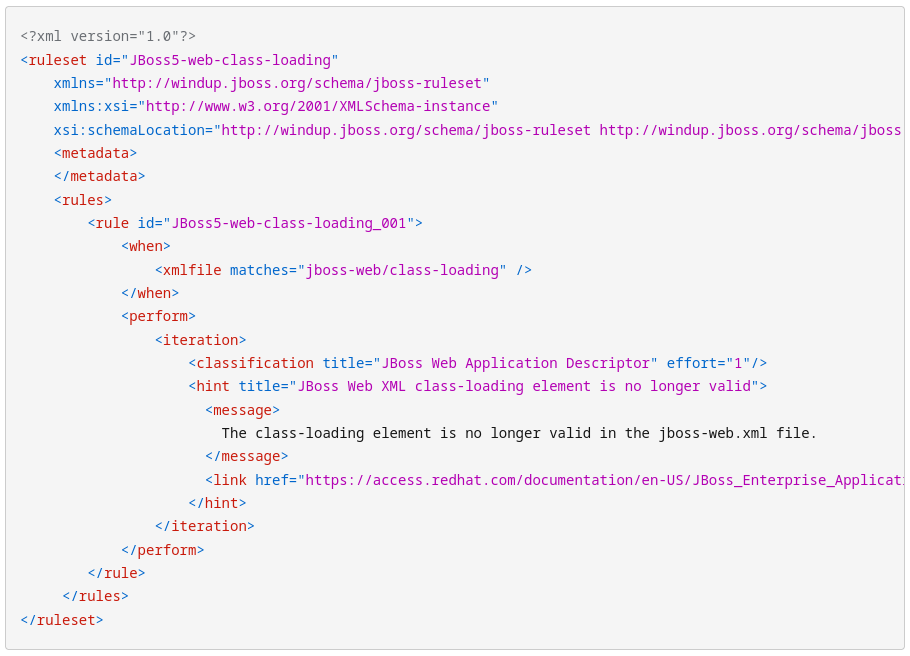 <?xml version="1.0"?>
<ruleset id="JBoss5-web-class-loading"
    xmlns="http://windup.jboss.org/schema/jboss-ruleset"
    xmlns:xsi="http://www.w3.org/2001/XMLSchema-instance"
    xsi:schemaLocation="http://windup.jboss.org/schema/jboss-ruleset http://windup.jboss.org/schema/jboss
    <metadata>
    </metadata>
    <rules>
        <rule id="JBoss5-web-class-loading_001">
            <when>
                <xmlfile matches="jboss-web/class-loading" />
            </when>
            <perform>
                <iteration>
                    <classification title="JBoss Web Application Descriptor" effort="1"/>
                    <hint title="JBoss Web XML class-loading element is no longer valid">
                      <message>
                        The class-loading element is no longer valid in the jboss-web.xml file.
                      </message>
                      <link href="https://access.redhat.com/documentation/en-US/JBoss_Enterprise_Applicati
                    </hint>
                </iteration>
            </perform>
        </rule>
     </rules>
</ruleset>